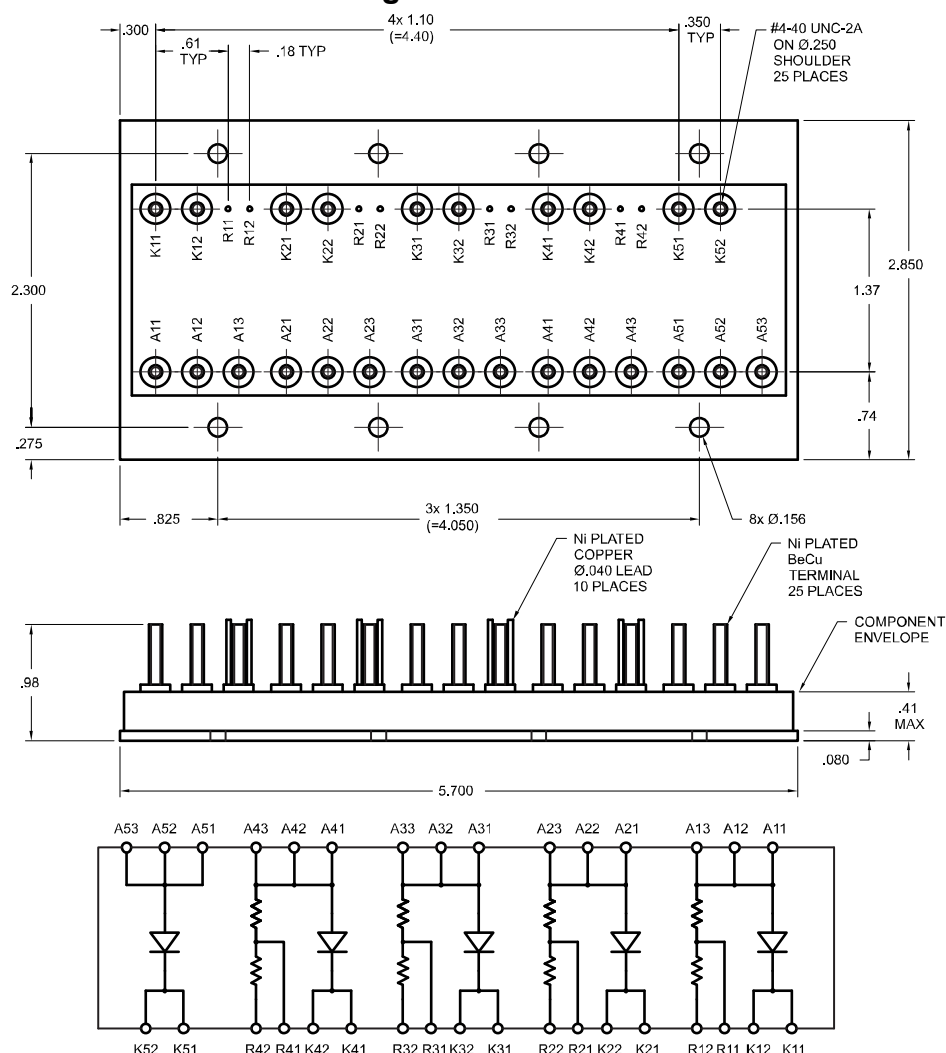 .300
4x 1.10
(=4.40)
.350
TYP
#4-40 UNC-2A
ON Ø.250
SHOULDER
25 PLACES
.61
TYP
.18 TYP
K11
K12
R11
R12
K21
K22
R21
R22
K31
K32
R31
R32
K41
K42
R41
R42
K51
K52
2.300
1.37
2.850
A11
A12
A13
A21
A22
A23
A31
A32
A33
A41
A42
A43
A51
A52
A53
.275
.74
.825
3x 1.350
(=4.050)
8x Ø.156
Ni PLATED
COPPER
Ø.040 LEAD
10 PLACES
Ni PLATED
BeCu
TERMINAL
25 PLACES
COMPONENT
ENVELOPE
.98
.41
MAX
.080
5.700
A53 A52 A51 A43 A42 A41 A33 A32 A31 A23 A22 A21 A13 A12 A11
K52 K51 R42 R41 K42 K41 R32 R31 K32 K31 R22 R21 K22 K21 R12 R11 K12 K11